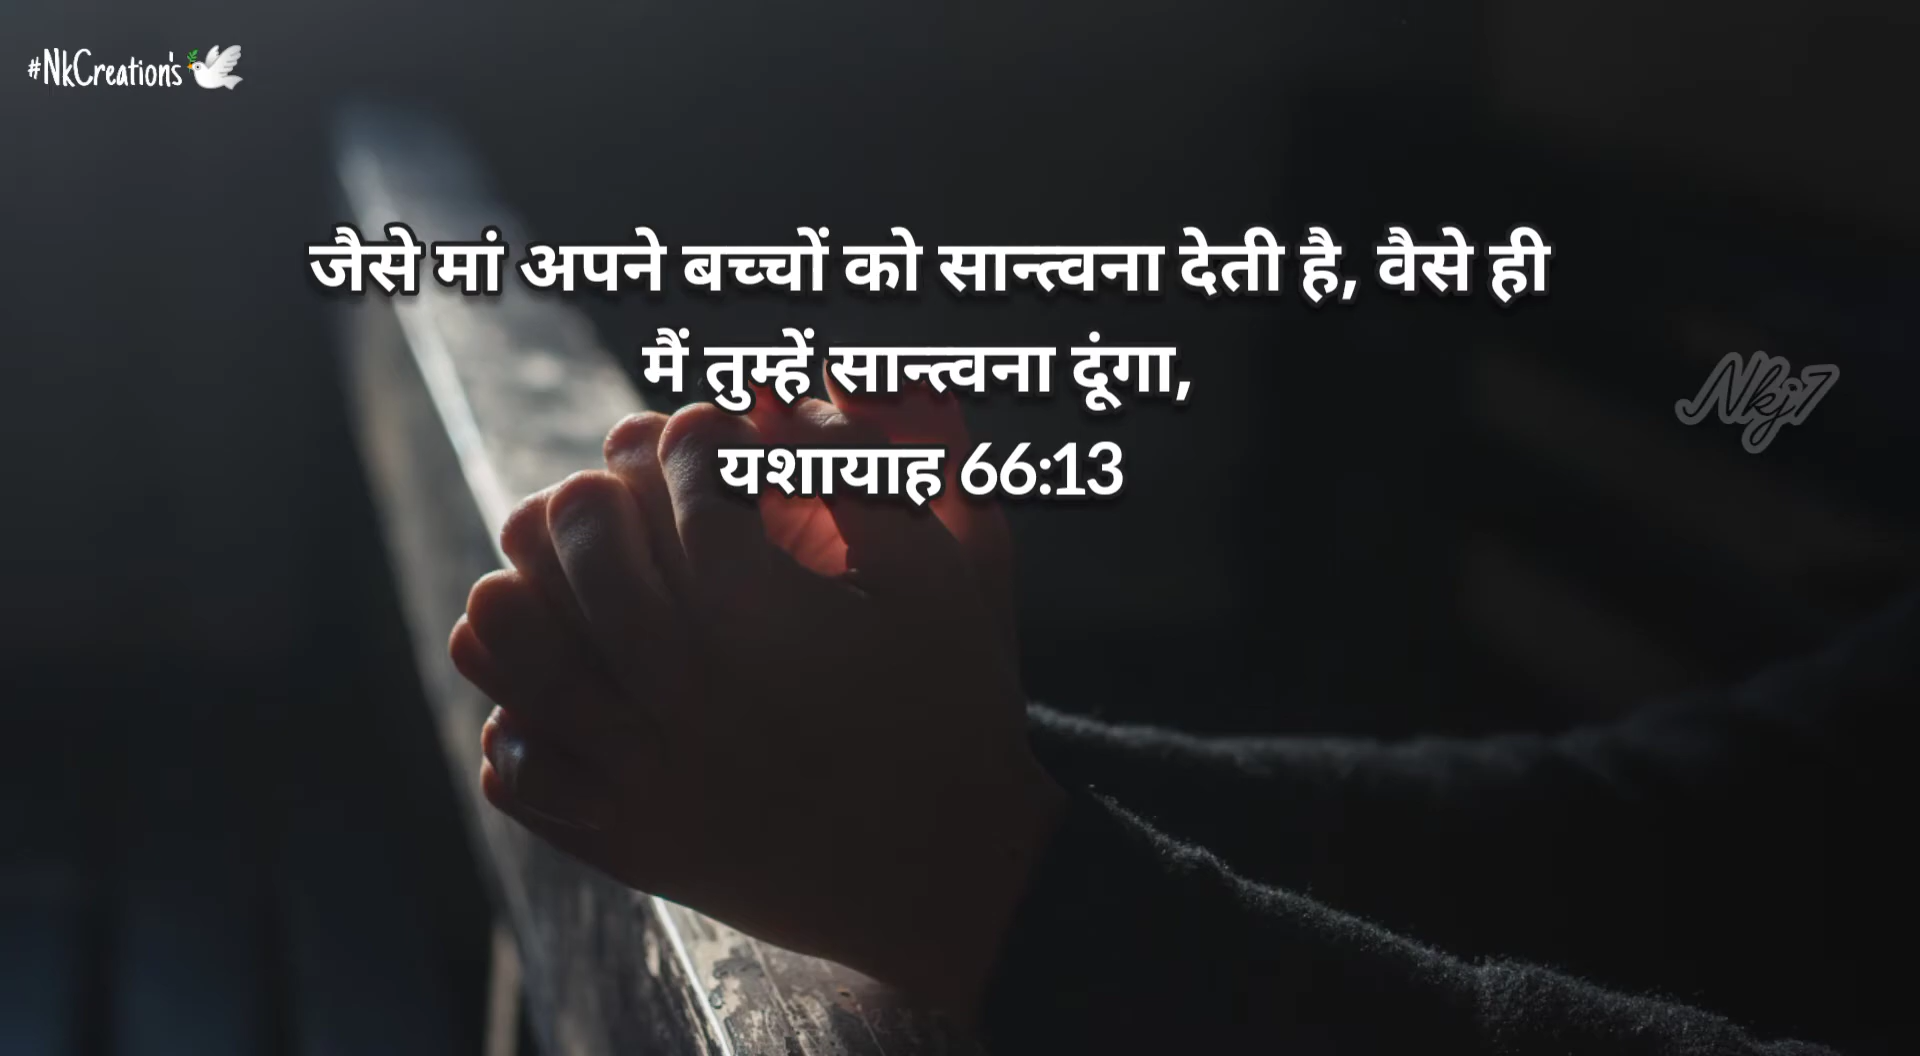 #NkCreation's
जैसे मां अपने बच्चों को सान्त्वना देती है, वैसे ही
मैं तुम्हें सान्त्वना दूंगा,
यशायाह 66:13
Nkj7